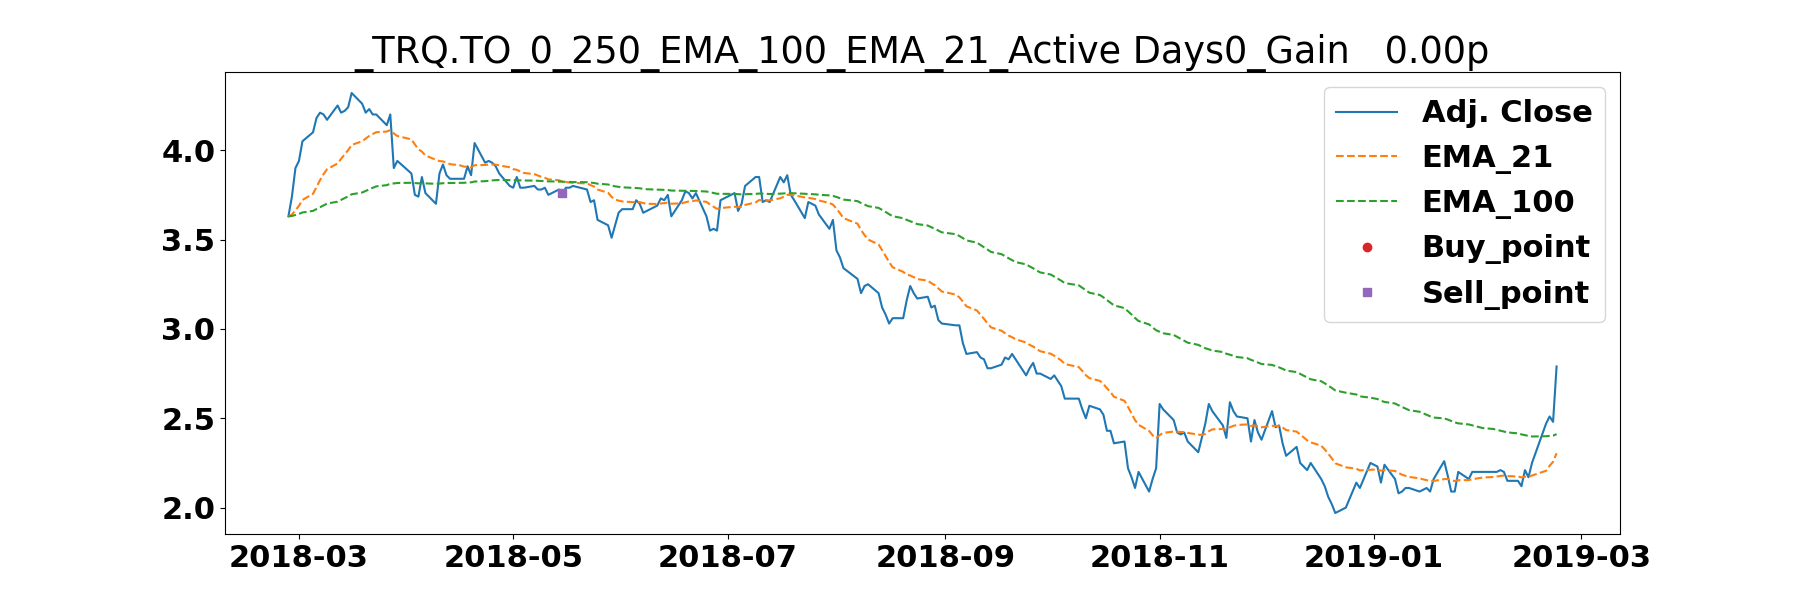 _TRQ.TO_0_250_EMA_100_EMA_21_Active Days0_Gain   0.00p
Adj. Close
EMA_21
EMA_100
Buy_point
Sell_point
4.0
3.5
3.0
2.5
2.0
2018-03 2018-05 2018-07 2018-09 2018-11 2019-01 2019-03